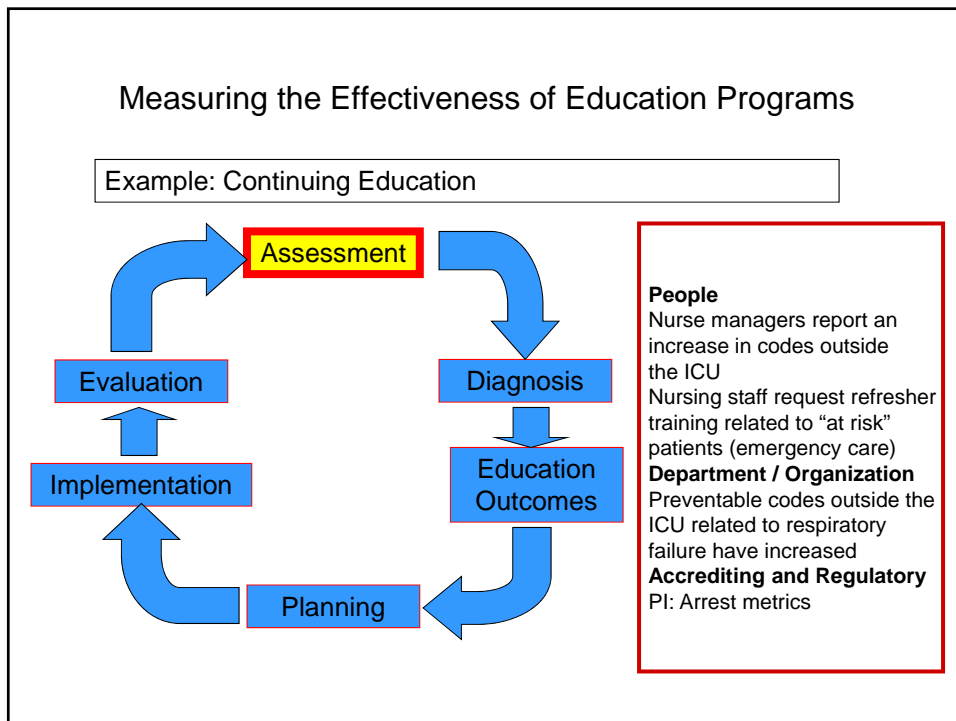 Measuring the Effectiveness of Education Programs
Example: Continuing Education
Assessment
Diagnosis
Education
Outcomes
Planning
Implementation
Evaluation
People
Nurse managers report an
increase in codes outside
the ICU
Nursing staff request refresher
training related to “at risk”
patients (emergency care)
Department / Organization
Preventable codes outside the
ICU related to respiratory
failure have increased
Accrediting and Regulatory
PI: Arrest metrics